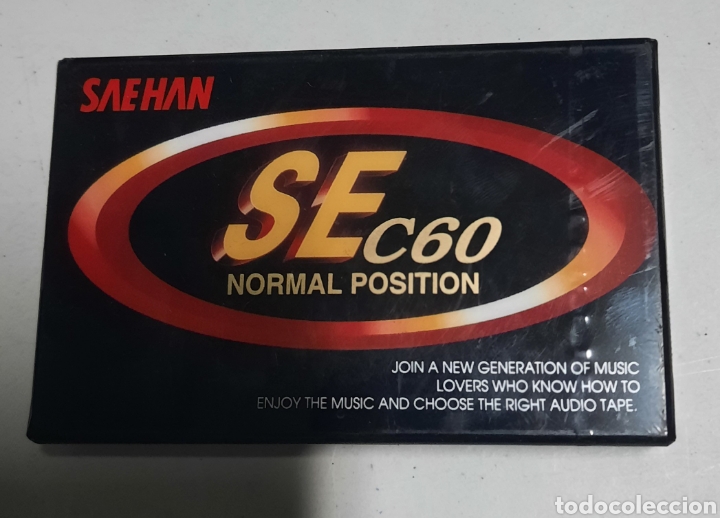 SAEHAN
SE C60
NORMAL POSITION
JOIN A NEW GENERATION OF MUSIC
LOVERS WHO KNOW HOW TO
ENJOY THE MUSIC AND CHOOSE THE RIGHT AUDIO TAPE.
todocoleccion